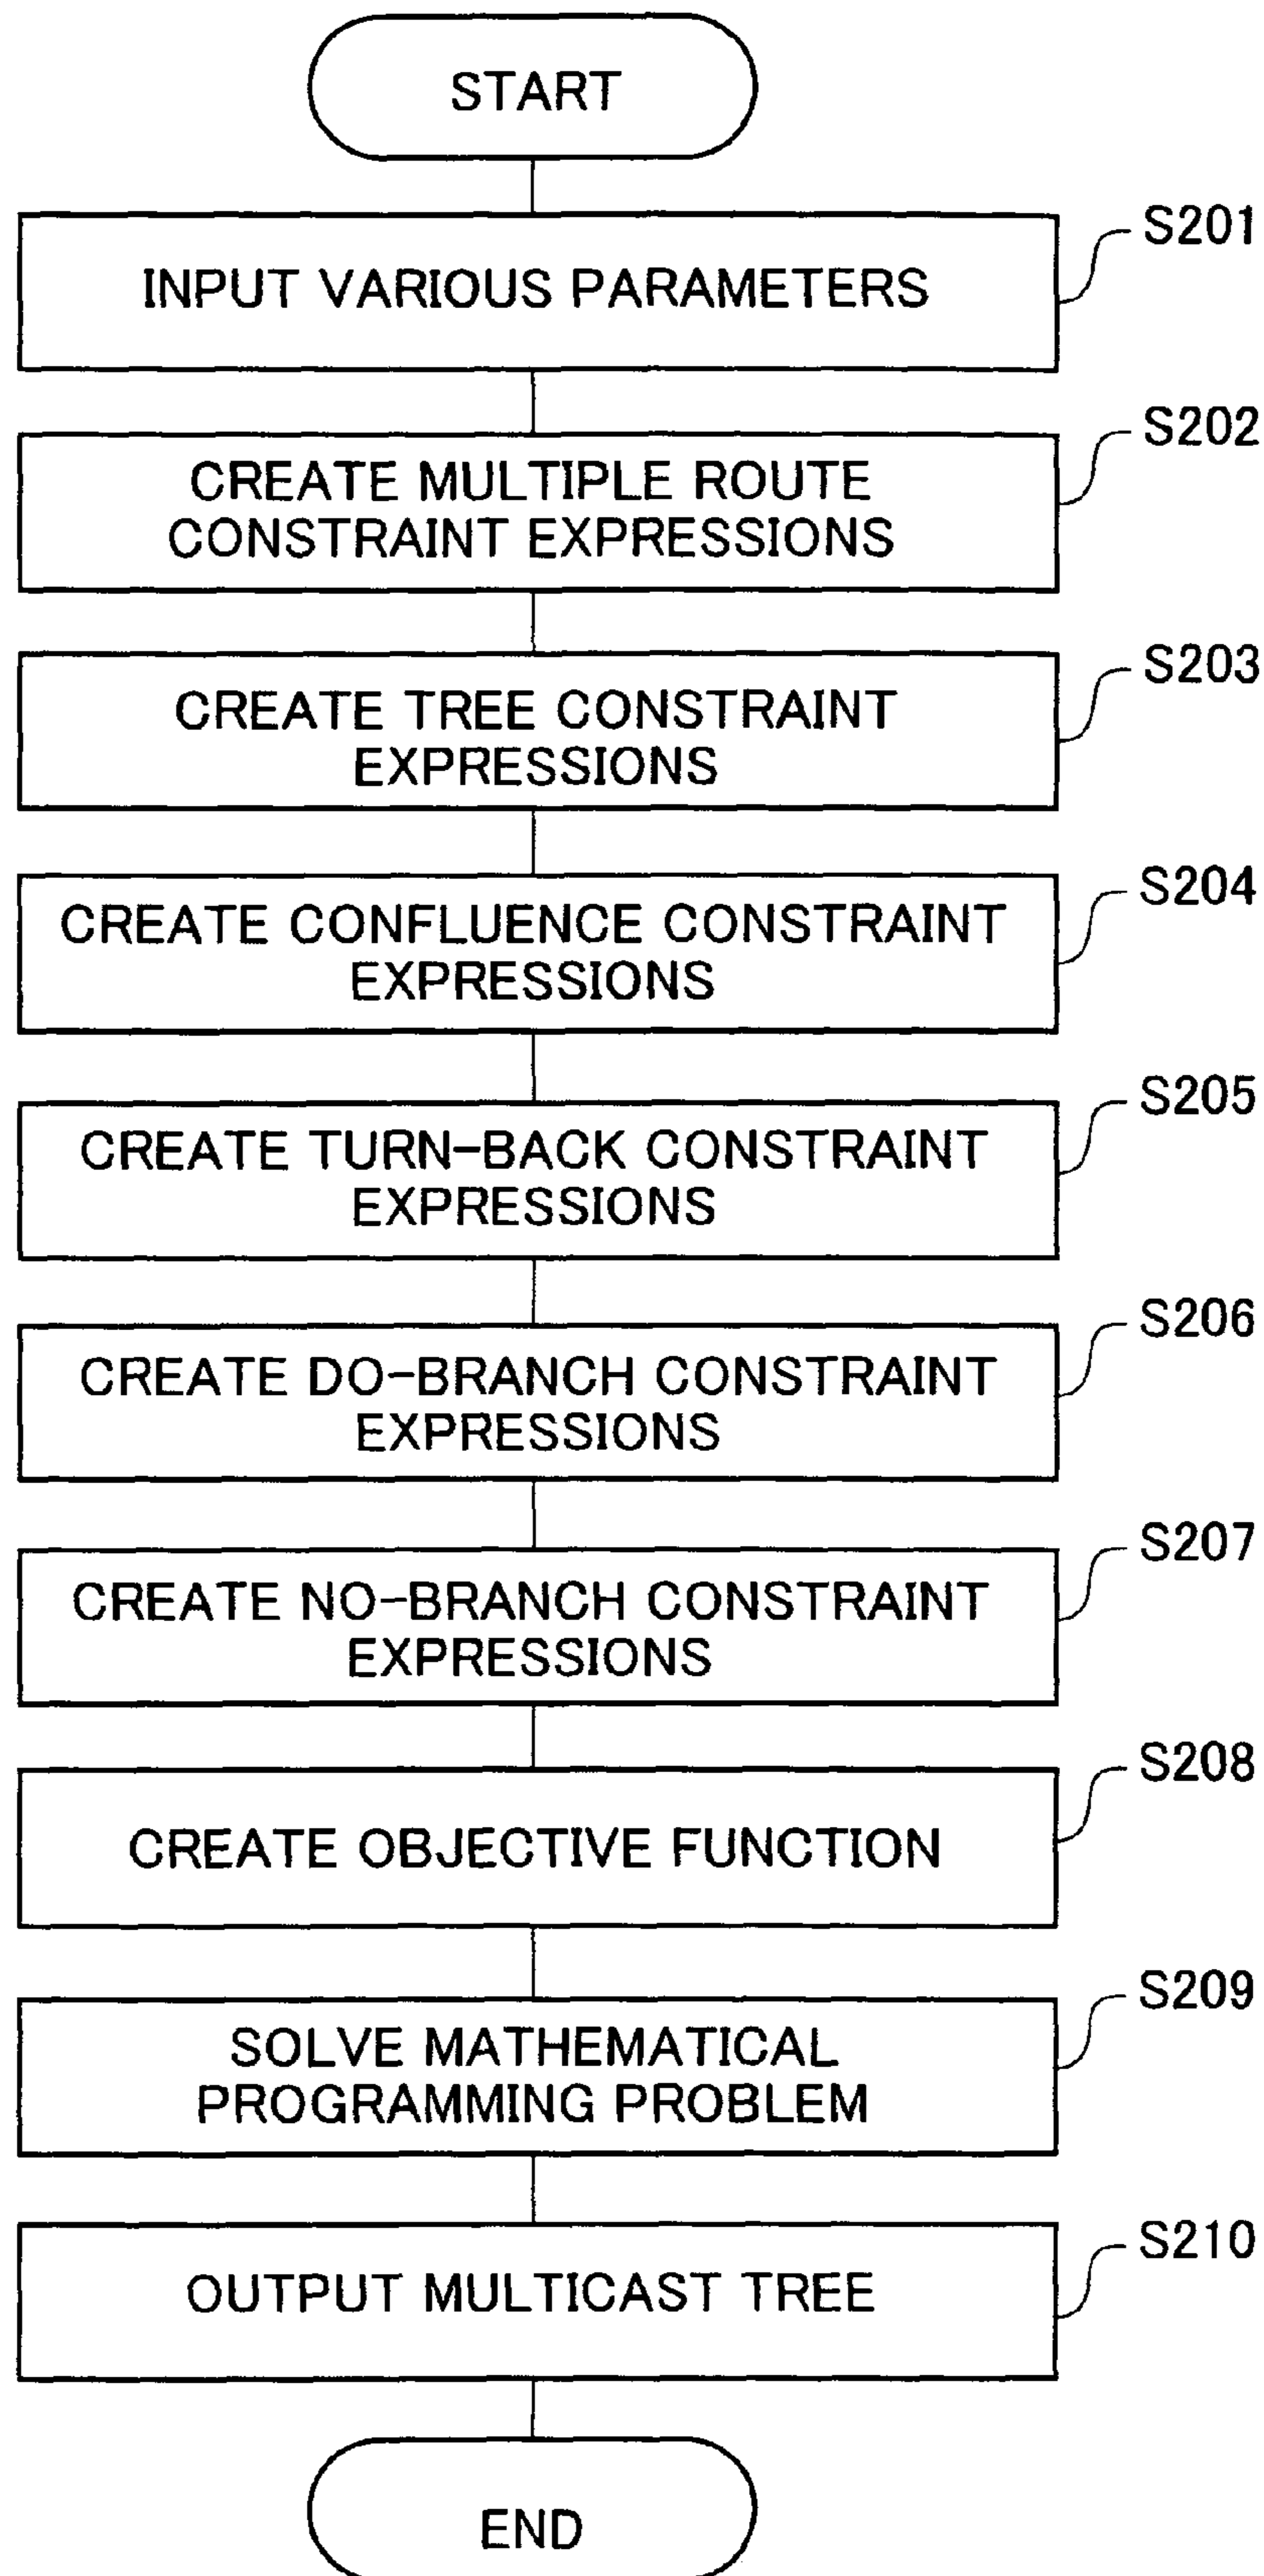 START
INPUT VARIOUS PARAMETERS
S201
CREATE MULTIPLE ROUTE
CONSTRAINT EXPRESSIONS
S202
CREATE TREE CONSTRAINT
EXPRESSIONS
S203
CREATE CONFLUENCE CONSTRAINT
EXPRESSIONS
S204
CREATE TURN-BACK CONSTRAINT
EXPRESSIONS
S205
CREATE DO-BRANCH CONSTRAINT
EXPRESSIONS
S206
CREATE NO-BRANCH CONSTRAINT
EXPRESSIONS
S207
CREATE OBJECTIVE FUNCTION
S208
SOLVE MATHEMATICAL
PROGRAMMING PROBLEM
S209
OUTPUT MULTICAST TREE
S210
END